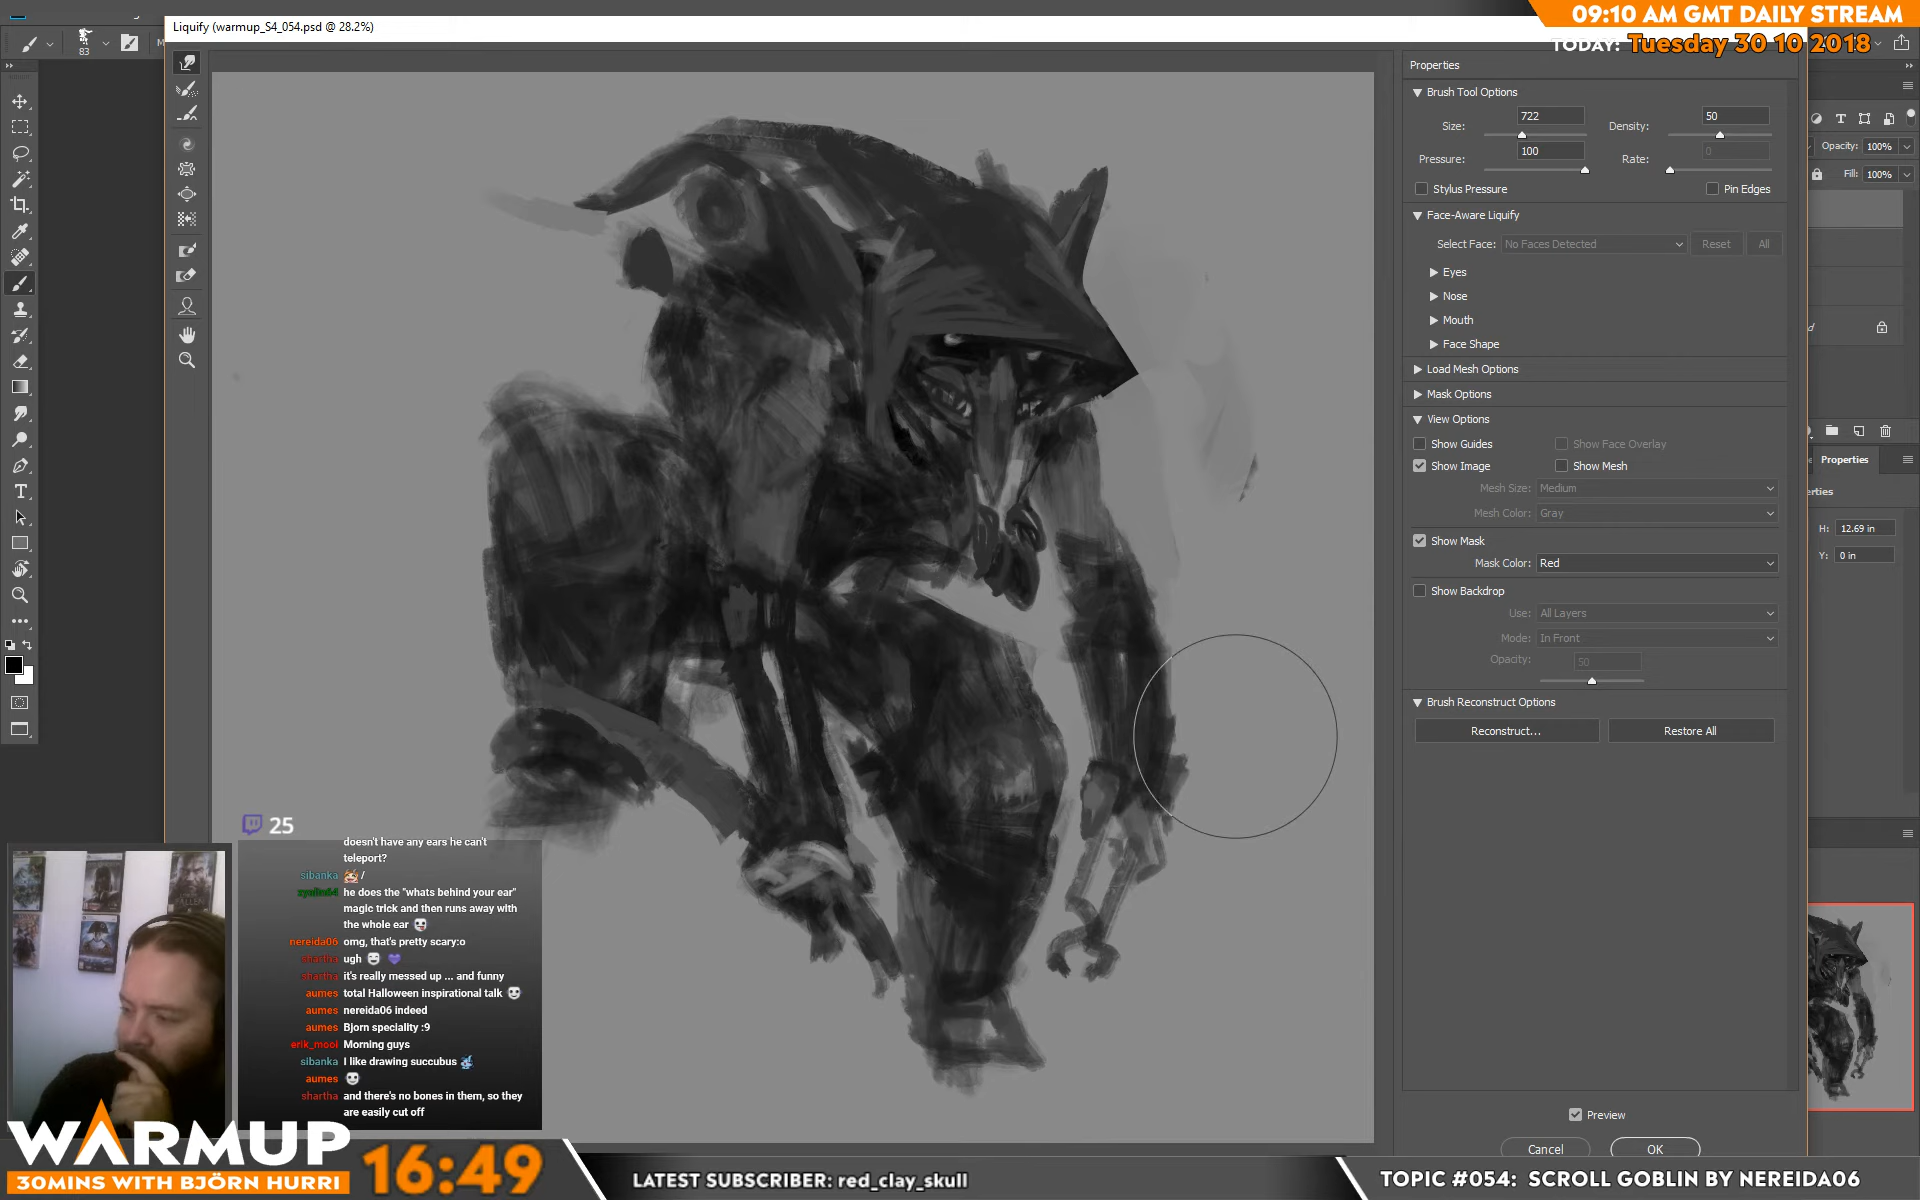 Liquify (warmup_S4_054.psd @ 28.2%)
09:10 AM GMT DAILY STREAM
TODAY: Tuesday 30 10 2018
83
Properties
Brush Tool Options
Size: 722
Density: 50
Pressure: 100
Rate: 0
Stylus Pressure
Pin Edges
Face-Aware Liquify
Select Face: No Faces Detected
Reset
All
Eyes
Nose
Mouth
Face Shape
Load Mesh Options
Mask Options
View Options
Show Guides
Show Face Overlay
Show Image
Show Mesh
Mesh Size: Medium
Mesh Color: Gray
Show Mask
Mask Color: Red
Show Backdrop
Use: All Layers
Mode: In Front
Opacity: 50
Brush Reconstruct Options
Reconstruct...
Restore All
Preview
Cancel
OK
Opacity: 100%
Fill: 100%
Properties
erties
H: 12.69 in
Y: 0 in
25
doesn't have any ears he can't
teleport?
sibanka /
he does the "whats behind your ear"
magic trick and then runs away with
the whole ear
nereida06 omg, that's pretty scary:o
shartha ugh
shartha it's really messed up ... and funny
aumes total Halloween inspirational talk
aumes nereida06 indeed
aumes Bjorn speciality :9
erik_mool Morning guys
sibanka I like drawing succubus
aumes
shartha and there's no bones in them, so they
are easily cut off
WARMUP
30MINS WITH BJÖRN HURRI
16:49
LATEST SUBSCRIBER: red_clay_skull
TOPIC #054: SCROLL GOBLIN BY NEREIDA06